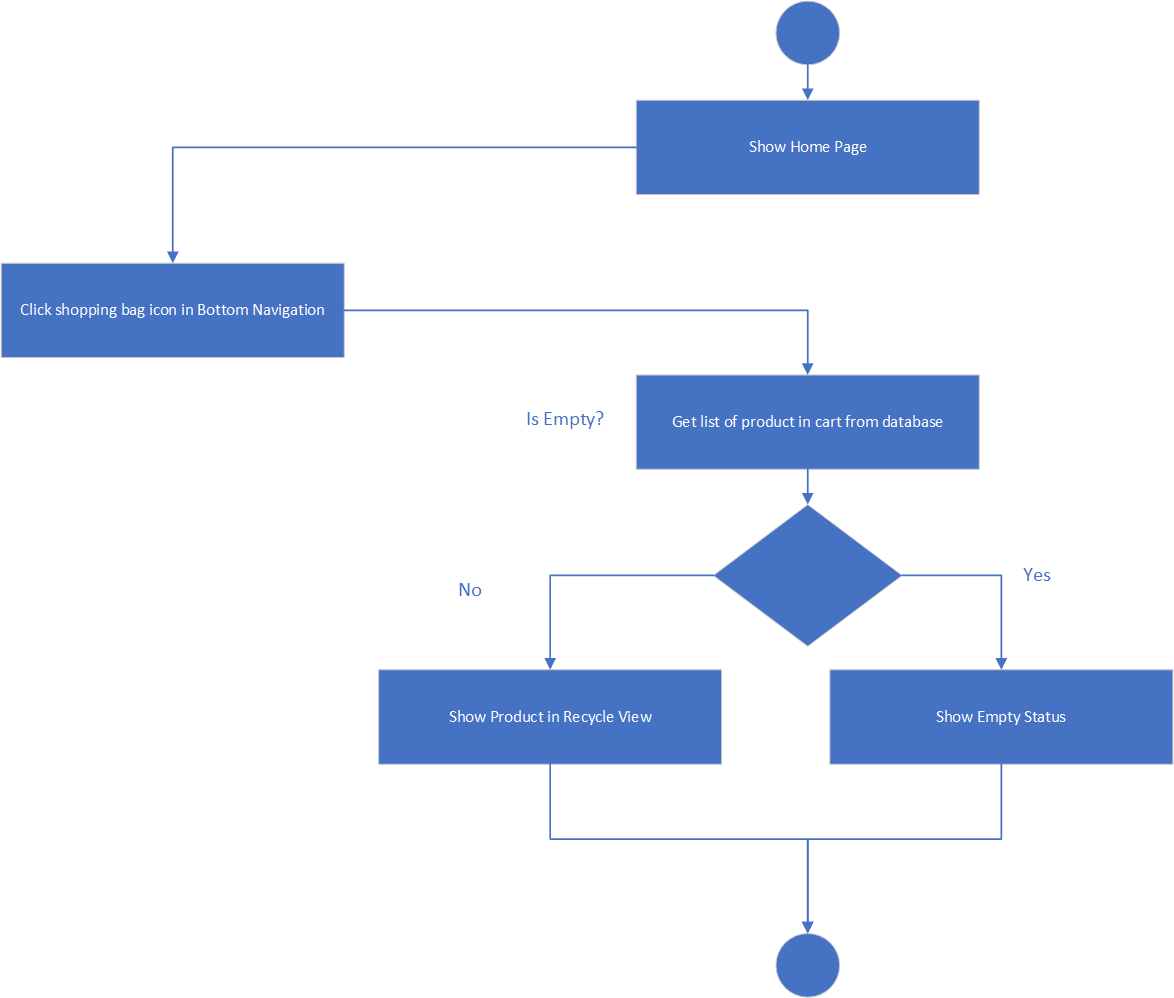 Show Home Page
Click shopping bag icon in Bottom Navigation
Is Empty?
Get list of product in cart from database
No
Yes
Show Product in Recycle View
Show Empty Status